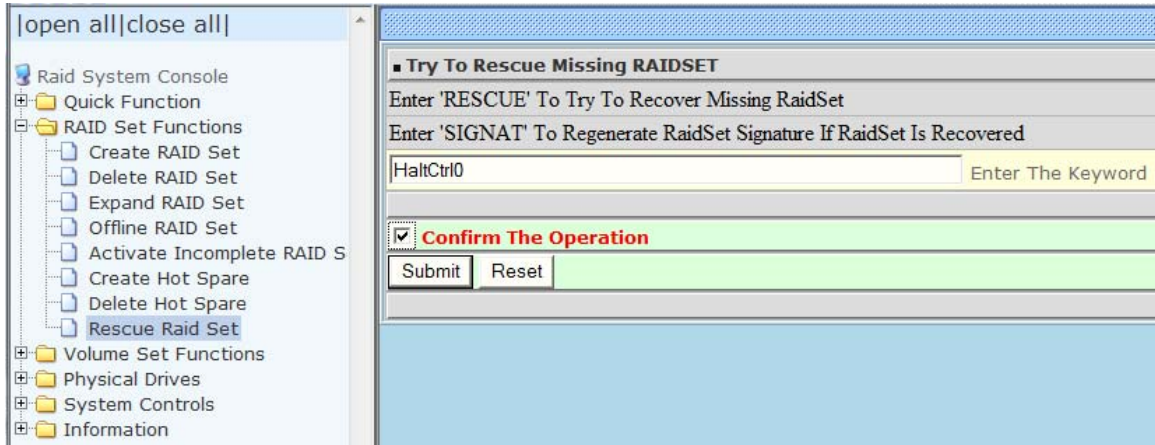 |open all|close all|
Raid System Console
Quick Function
RAID Set Functions
Create RAID Set
Delete RAID Set
Expand RAID Set
Offline RAID Set
Activate Incomplete RAID S
Create Hot Spare
Delete Hot Spare
Rescue Raid Set
Volume Set Functions
Physical Drives
System Controls
Information
Try To Rescue Missing RAIDSET
Enter 'RESCUE' To Try To Recover Missing RaidSet
Enter 'SIGNAT' To Regenerate RaidSet Signature If RaidSet Is Recovered
HaltCtrl0 Enter The Keyword
Confirm The Operation
Submit Reset